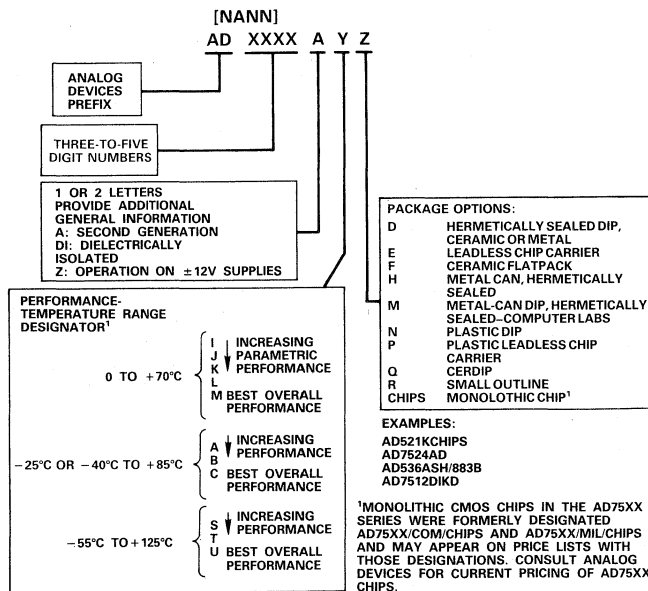 [NANN]
AD XXXX A Y Z
ANALOG
DEVICES
PREFIX
THREE-TO-FIVE
DIGIT NUMBERS
1 OR 2 LETTERS
PROVIDE ADDITIONAL
GENERAL INFORMATION
A: SECOND GENERATION
DI: DIELECTRICALLY
ISOLATED
Z: OPERATION ON ±12V SUPPLIES
PERFORMANCE-
TEMPERATURE RANGE
DESIGNATOR¹
0 TO +70°C
I
J
K
L
M
INCREASING
PARAMETRIC
PERFORMANCE
BEST OVERALL
PERFORMANCE
−25°C OR −40°C TO +85°C
A
B
C
INCREASING
PERFORMANCE
BEST OVERALL
PERFORMANCE
−55°C TO +125°C
S
T
U
INCREASING
PERFORMANCE
BEST OVERALL
PERFORMANCE
PACKAGE OPTIONS:
D HERMETICALLY SEALED DIP,
CERAMIC OR METAL
E LEADLESS CHIP CARRIER
F CERAMIC FLATPACK
H METAL CAN, HERMETICALLY
SEALED
M METAL-CAN DIP, HERMETICALLY
SEALED–COMPUTER LABS
N PLASTIC DIP
P PLASTIC LEADLESS CHIP
CARRIER
Q CERDIP
R SMALL OUTLINE
CHIPS MONOLOTHIC CHIP¹
EXAMPLES:
AD521KCHIPS
AD7524AD
AD536ASH/883B
AD7512DIKD
¹MONOLITHIC CMOS CHIPS IN THE AD75XX
SERIES WERE FORMERLY DESIGNATED
AD75XX/COM/CHIPS AND AD75XX/MIL/CHIPS
AND MAY APPEAR ON PRICE LISTS WITH
THOSE DESIGNATIONS. CONSULT ANALOG
DEVICES FOR CURRENT PRICING OF AD75XX
CHIPS.